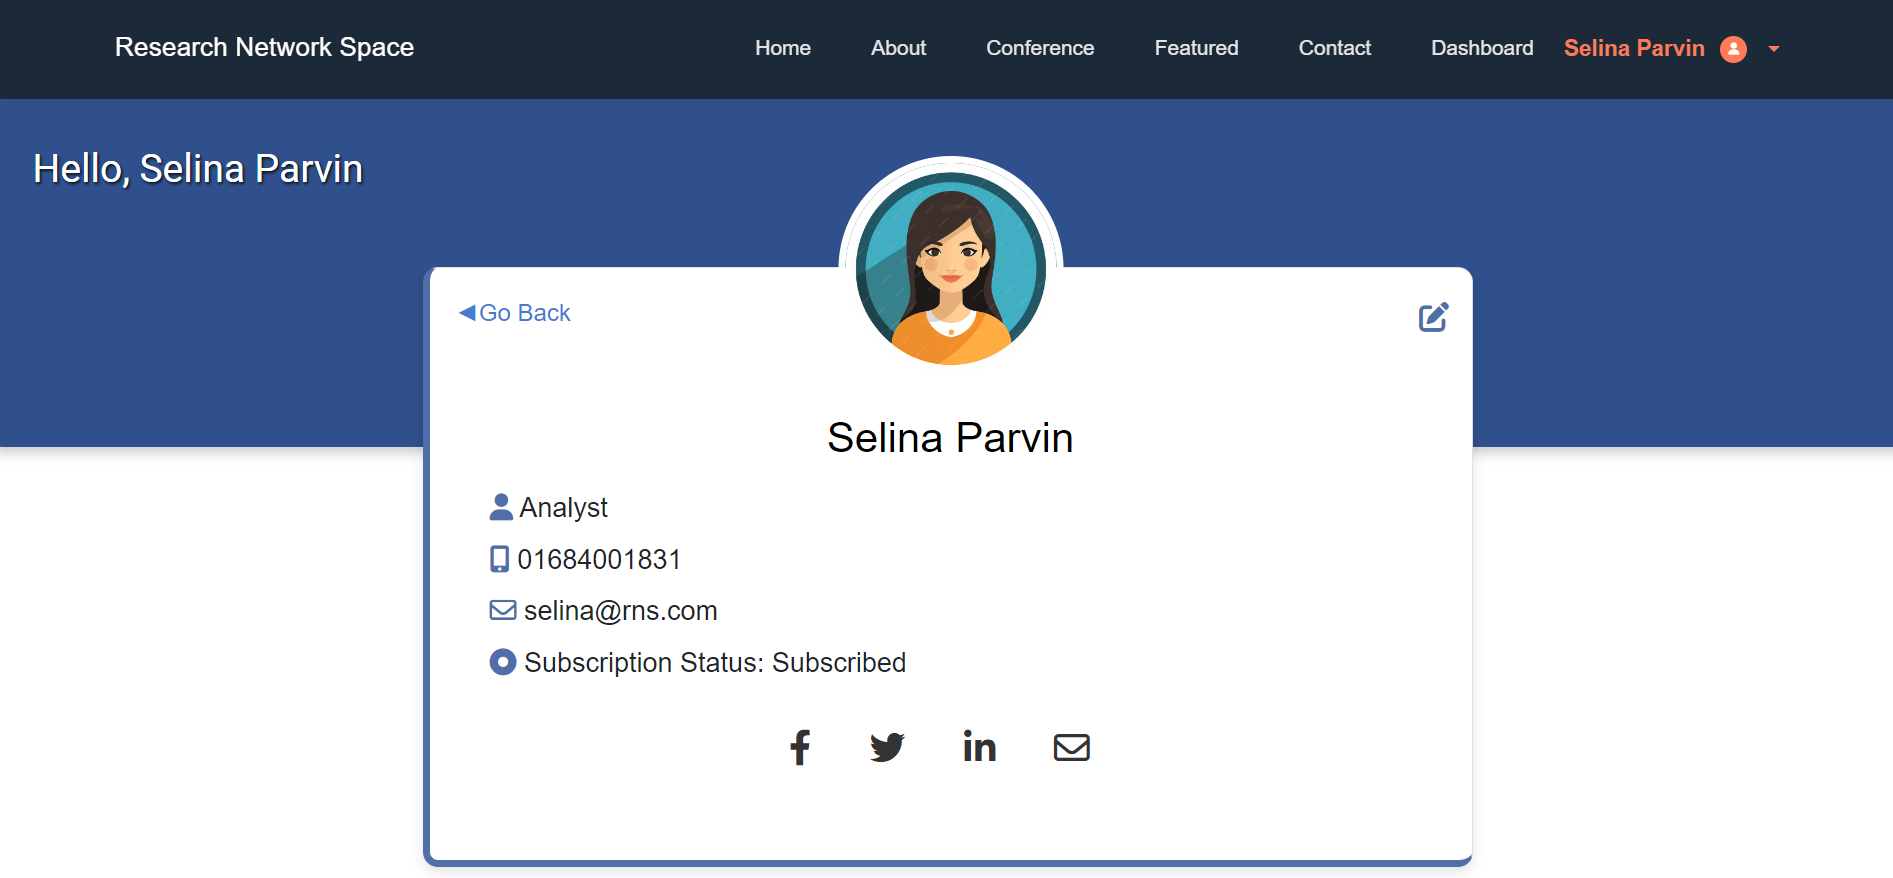 Research Network Space
Home About Conference Featured Contact Dashboard Selina Parvin
Hello, Selina Parvin
Go Back
Selina Parvin
Analyst
01684001831
selina@rns.com
Subscription Status: Subscribed